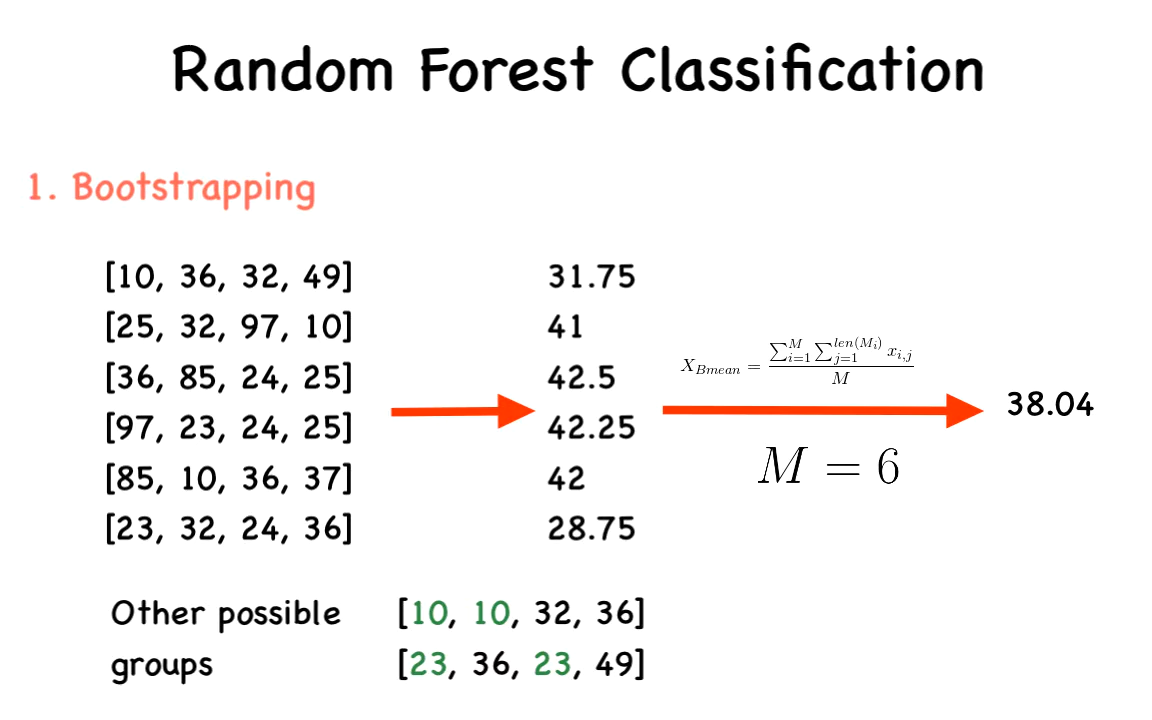 Random Forest Classification
1. Bootstrapping
[10, 36, 32, 49] 31.75
[25, 32, 97, 10] 41
[36, 85, 24, 25] 42.5
[97, 23, 24, 25] 42.25
[85, 10, 36, 37] 42
[23, 32, 24, 36] 28.75
X_{Bmean} = \frac{\sum_{i=1}^{M} \sum_{j=1}^{len(M_i)} x_{i,j}}{M}
M = 6
38.04
Other possible groups
[10, 10, 32, 36]
[23, 36, 23, 49]